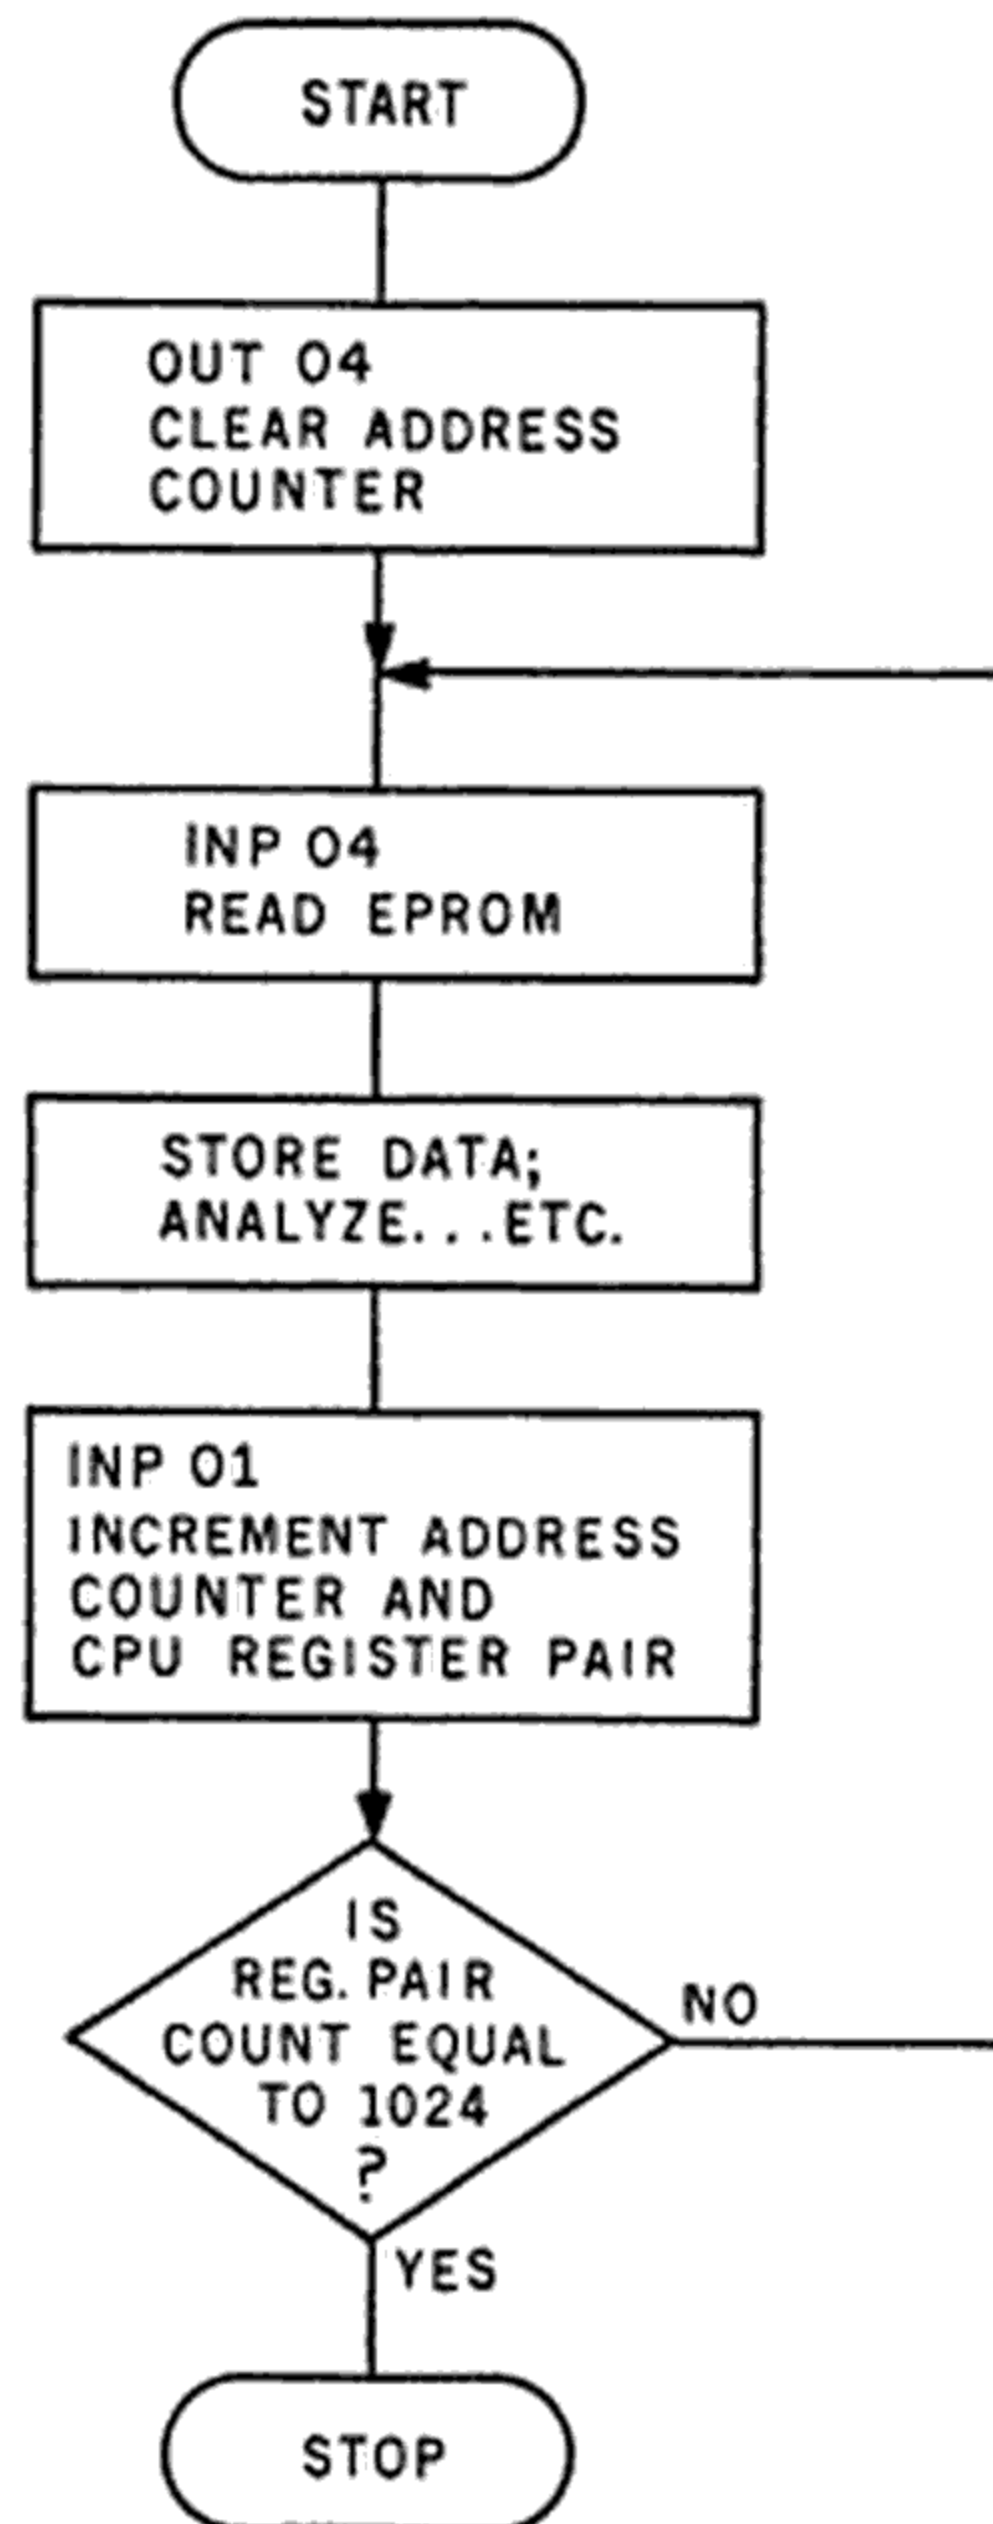 START
OUT 04
CLEAR ADDRESS
COUNTER
INP 04
READ EPROM
STORE DATA;
ANALYZE...ETC.
INP 01
INCREMENT ADDRESS
COUNTER AND
CPU REGISTER PAIR
IS
REG. PAIR
COUNT EQUAL
TO 1024
?
NO
YES
STOP